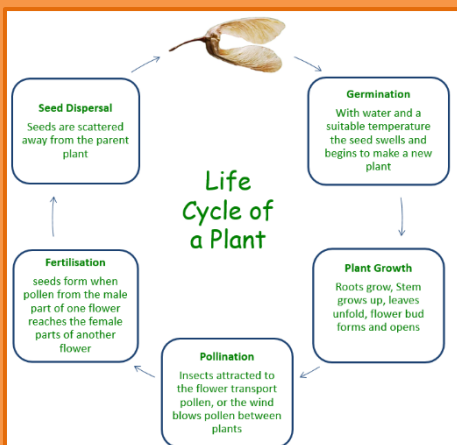 Life
Cycle of
a Plant
Germination
With water and a
suitable temperature
the seed swells and
begins to make a new
plant
Plant Growth
Roots grow, Stem
grows up, leaves
unfold, flower bud
forms and opens
Pollination
Insects attracted to
the flower transport
pollen, or the wind
blows pollen between
plants
Fertilisation
seeds form when
pollen from the male
part of one flower
reaches the female
parts of another
flower
Seed Dispersal
Seeds are scattered
away from the parent
plant